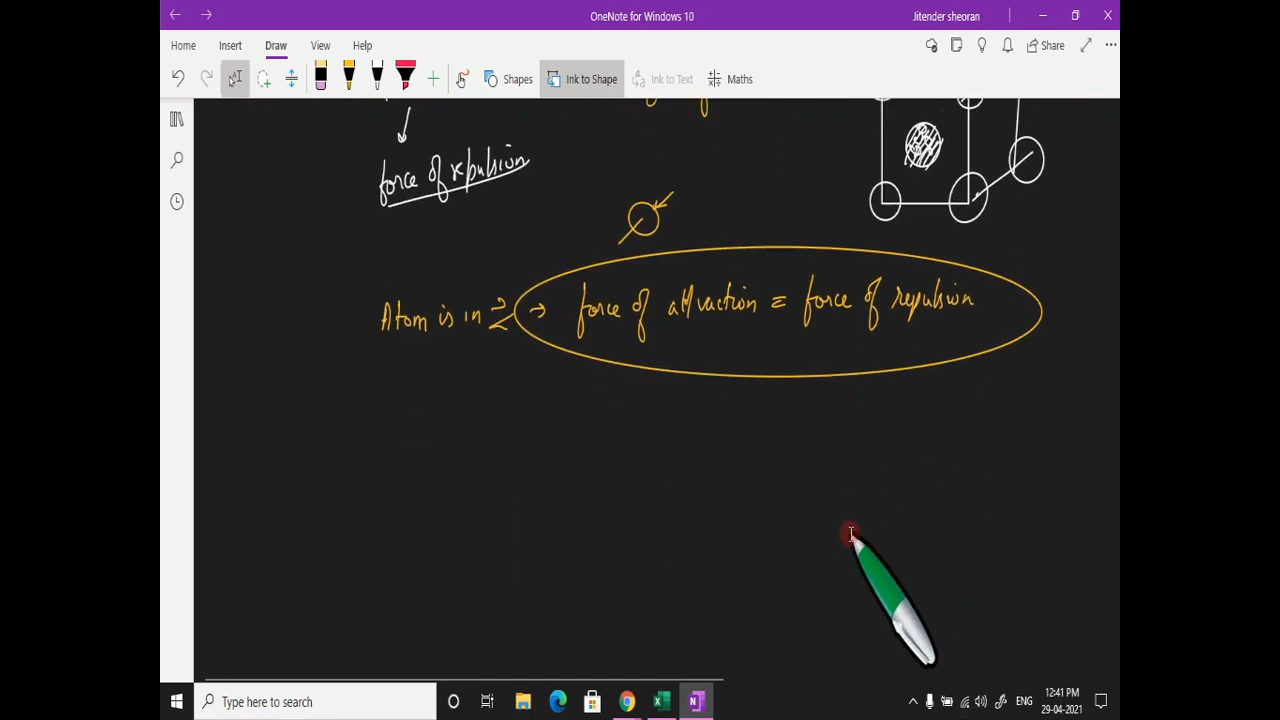 OneNote for Windows 10
Jitender sheoran
Home Insert Draw View Help
Share
Shapes Ink to Shape Ink to Text Maths
force of repulsion
Atom is in → force of attraction = force of repulsion
Type here to search
ENG
12:41 PM
29-04-2021